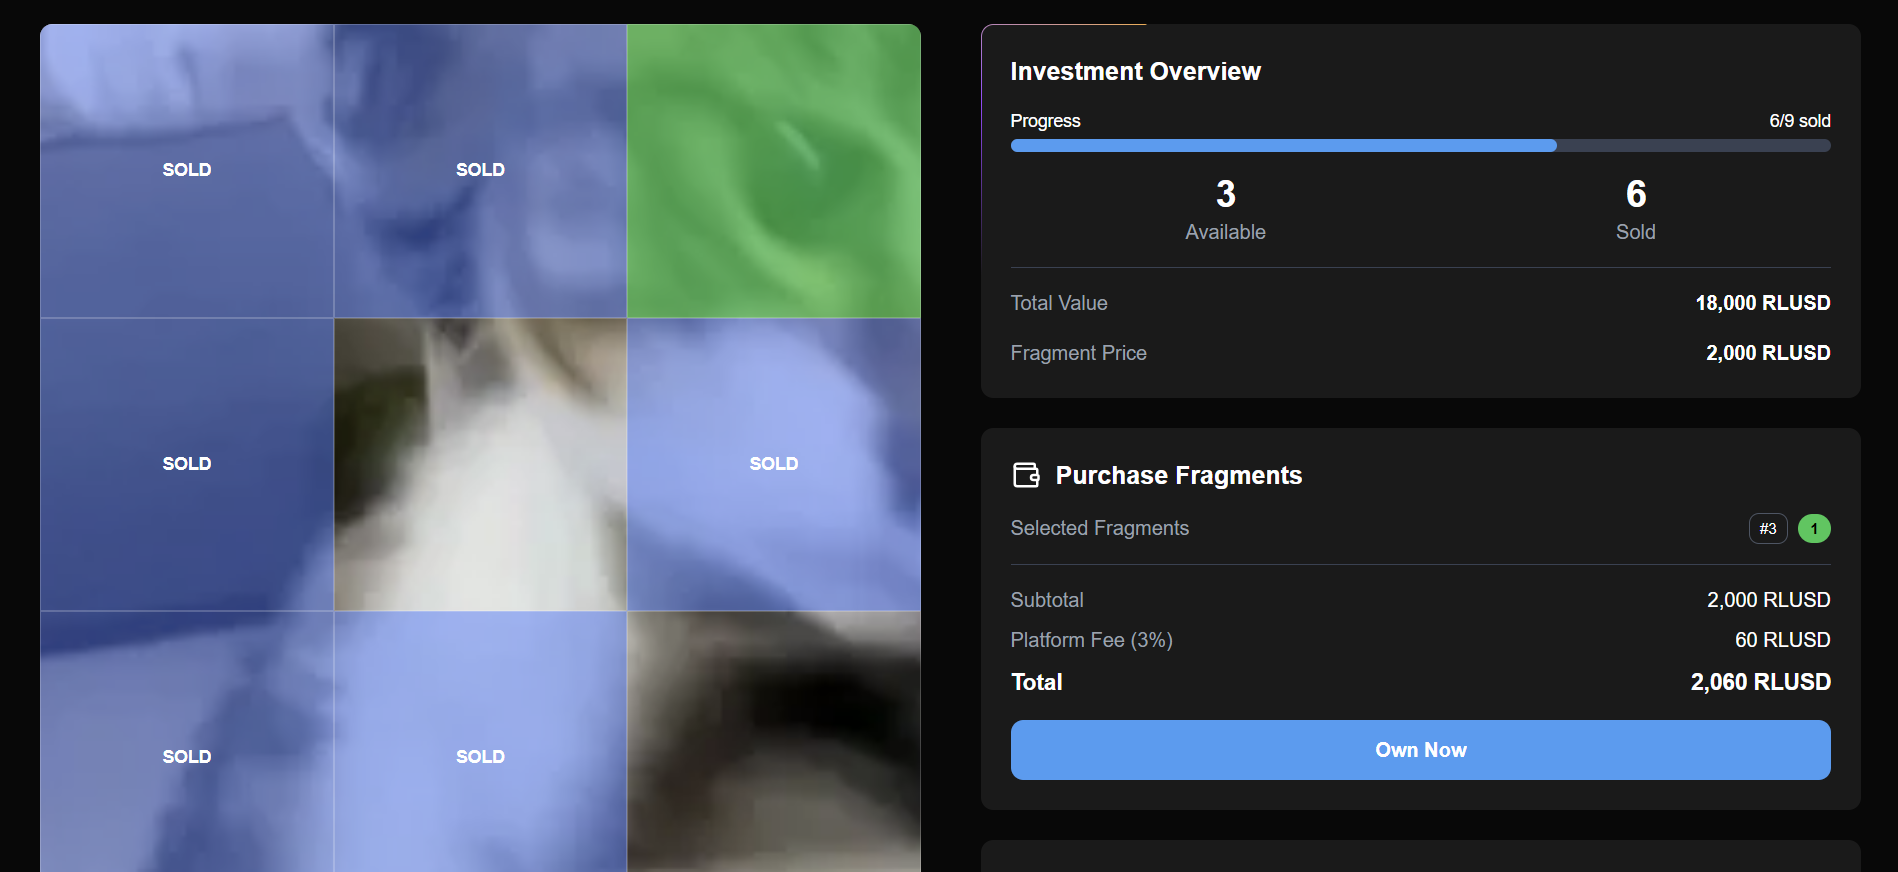 SOLD
SOLD
SOLD
SOLD
SOLD
SOLD
Investment Overview
Progress
6/9 sold
3
6
Available
Sold
Total Value
18,000 RLUSD
Fragment Price
2,000 RLUSD
Purchase Fragments
Selected Fragments
#3
1
Subtotal
2,000 RLUSD
Platform Fee (3%)
60 RLUSD
Total
2,060 RLUSD
Own Now